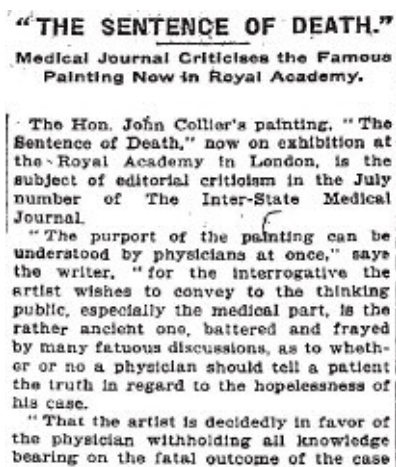 "THE SENTENCE OF DEATH."
Medical Journal Criticises the Famous
Painting Now in Royal Academy.
The Hon. John Collier's painting, "The
Sentence of Death," now on exhibition at
the Royal Academy in London, is the
subject of editorial criticism in the July
number of The Inter-State Medical
Journal.
"The purport of the painting can be
understood by physicians at once," says
the writer, "for the interrogative the
artist wishes to convey to the thinking
public, especially the medical part, is the
rather ancient one, battered and frayed
by many fatuous discussions, as to wheth-
er or no a physician should tell a patient
the truth in regard to the hopelessness of
his case.
"That the artist is decidedly in favor of
the physician withholding all knowledge
bearing on the fatal outcome of the case